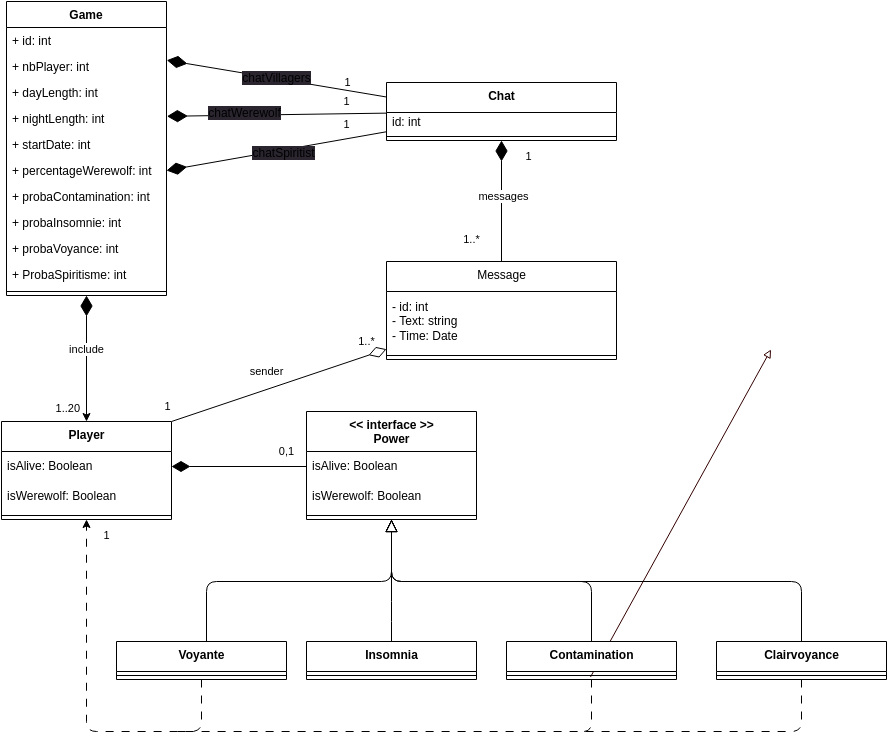 Game
+ id: int
+ nbPlayer: int
+ dayLength: int
+ nightLength: int
+ startDate: int
+ percentageWerewolf: int
+ probaContamination: int
+ probaInsomnie: int
+ probaVoyance: int
+ ProbaSpiritisme: int
chatVillagers
1
chatWerewolf
1
chatSpiritist
1
Chat
id: int
1
messages
1..*
Message
- id: int
- Text: string
- Time: Date
include
1..20
1..*
sender
1
Player
isAlive: Boolean
isWerewolf: Boolean
1
0,1
<< interface >>
Power
isAlive: Boolean
isWerewolf: Boolean
Voyante
Insomnia
Contamination
Clairvoyance